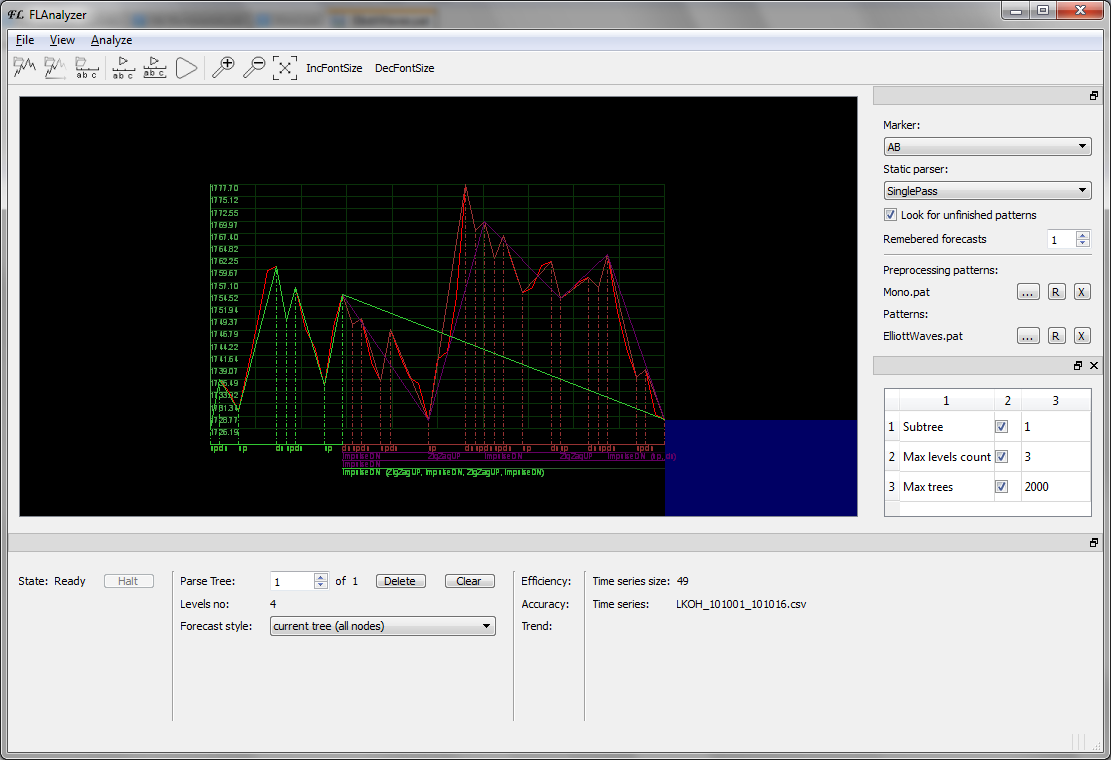 FL FLAnalyzer
File View Analyze
a b c
a b c
a b c
IncFontSize DecFontSize
1777.70
1775.12
1772.55
1769.97
1767.40
1764.82
1762.25
1759.67
1757.10
1754.52
1751.94
1749.37
1746.79
1744.22
1741.64
1739.07
1736.49
1733.92
1731.34
1728.77
1726.19
ImpulseDN (ZigZagUP, ImpulseDN, ZigZagUP, ImpulseDN)
Marker:
AB
Static parser:
SinglePass
Look for unfinished patterns
Remebered forecasts 1
Preprocessing patterns:
Mono.pat ... R X
Patterns:
ElliottWaves.pat ... R X
1 2 3
1 Subtree 1
2 Max levels count 3
3 Max trees 2000
State: Ready Halt
Parse Tree: 1 of 1 Delete Clear
Levels no: 4
Forecast style: current tree (all nodes)
Efficiency:
Accuracy:
Trend:
Time series size: 49
Time series: LKOH_101001_101016.csv